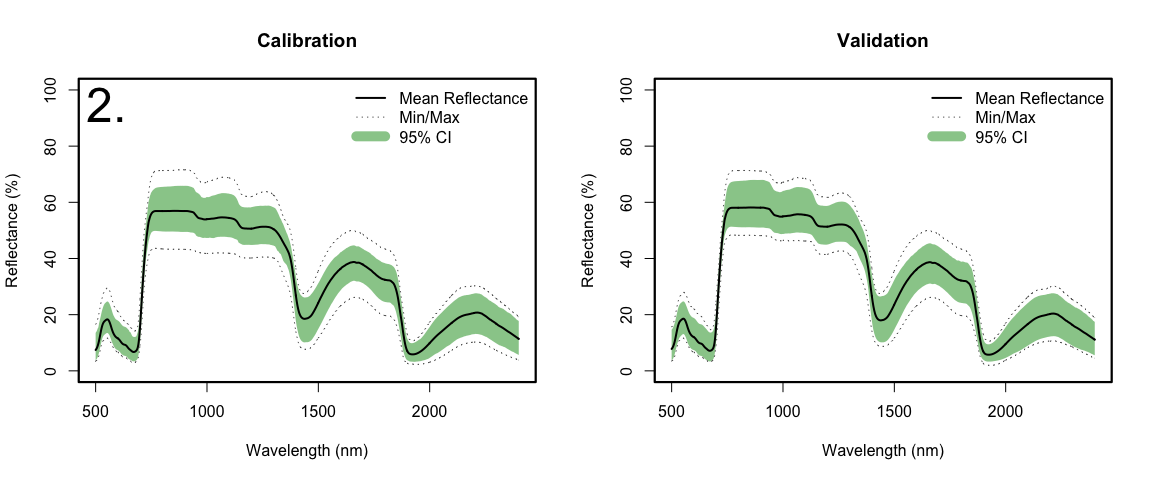 Calibration
2.
Mean Reflectance
Min/Max
95% CI
Reflectance (%)
100
80
60
40
20
0
500 1000 1500 2000
Wavelength (nm)
Validation
Mean Reflectance
Min/Max
95% CI
Reflectance (%)
100
80
60
40
20
0
500 1000 1500 2000
Wavelength (nm)